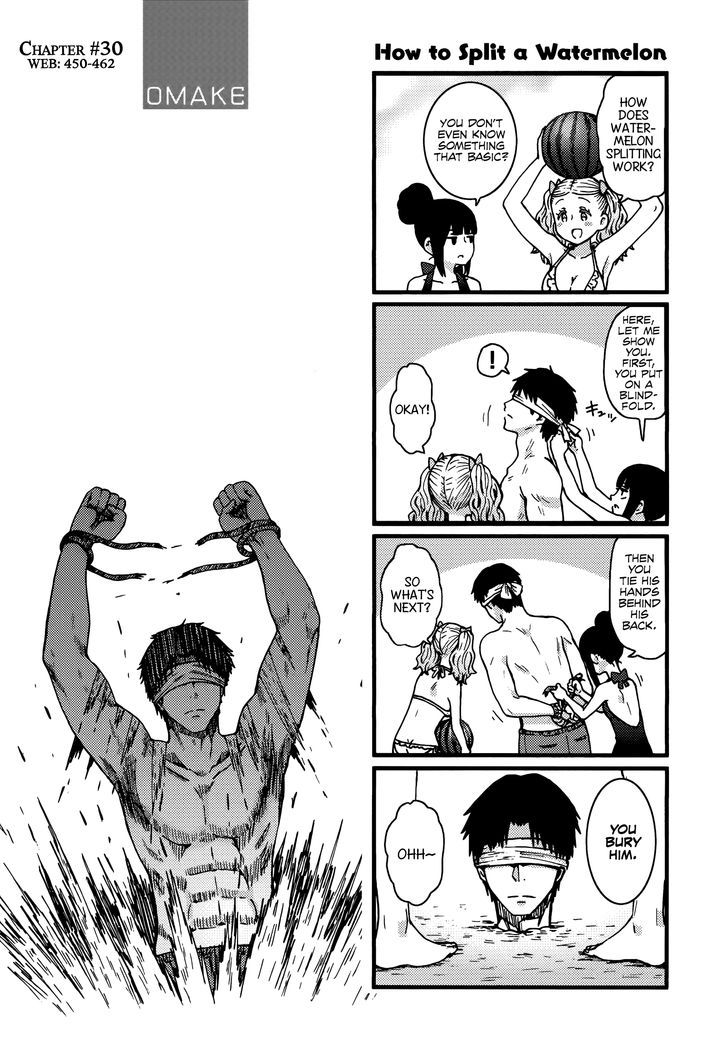 CHAPTER #30
WEB: 450-462
OMAKE
How to Split a Watermelon
HOW
DOES
WATER-
MELON
SPLITTING
WORK?
YOU DON'T
EVEN KNOW
SOMETHING
THAT BASIC?
HERE,
LET ME
SHOW
YOU.
FIRST,
YOU PUT
ON A
BLIND-
FOLD.
!
キュッ
OKAY!
THEN
YOU
TIE HIS
HANDS
BEHIND
HIS
BACK.
SO
WHAT'S
NEXT?
YOU
BURY
HIM.
OHH~